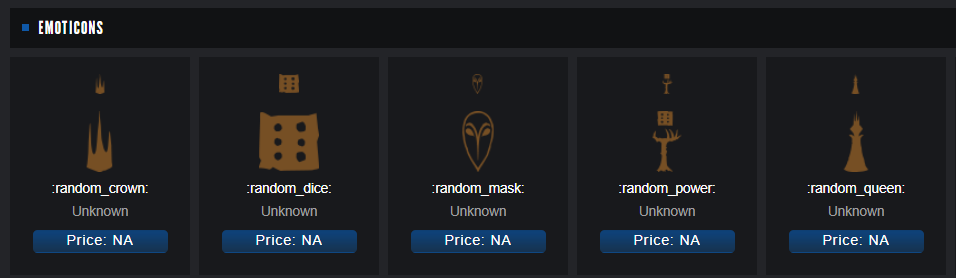 EMOTICONS
:random_crown: :random_dice: :random_mask: :random_power: :random_queen:
Unknown Unknown Unknown Unknown Unknown
Price: NA Price: NA Price: NA Price: NA Price: NA